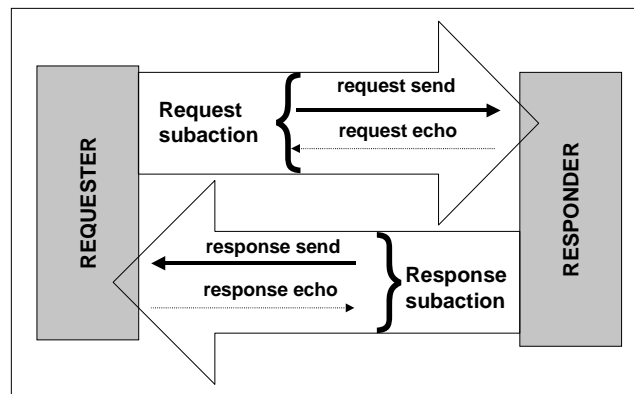 REQUESTER
Request
subaction
request send
request echo
RESPONDER
response send
response echo
Response
subaction